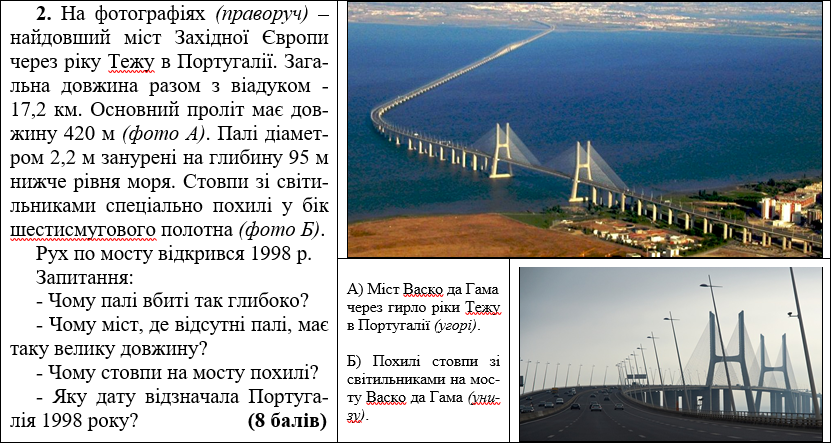 2. На фотографіях (праворуч) –
найдовший міст Західної Європи
через ріку Тежу в Португалії. Зага-
льна довжина разом з віадуком -
17,2 км. Основний проліт має дов-
жину 420 м (фото А). Палі діамет-
ром 2,2 м занурені на глибину 95 м
нижче рівня моря. Стовпи зі світи-
льниками спеціально похилі у бік
шестисмугового полотна (фото Б).
Рух по мосту відкрився 1998 р.
Запитання:
- Чому палі вбиті так глибоко?
- Чому міст, де відсутні палі, має
таку велику довжину?
- Чому стовпи на мосту похилі?
- Яку дату відзначала Португа-
лія 1998 року? (8 балів)
А) Міст Васко да Гама
через гирло ріки Тежу
в Португалії (угорі).
Б) Похилі стовпи зі
світильниками на мос-
ту Васко да Гама (уни-
зу).